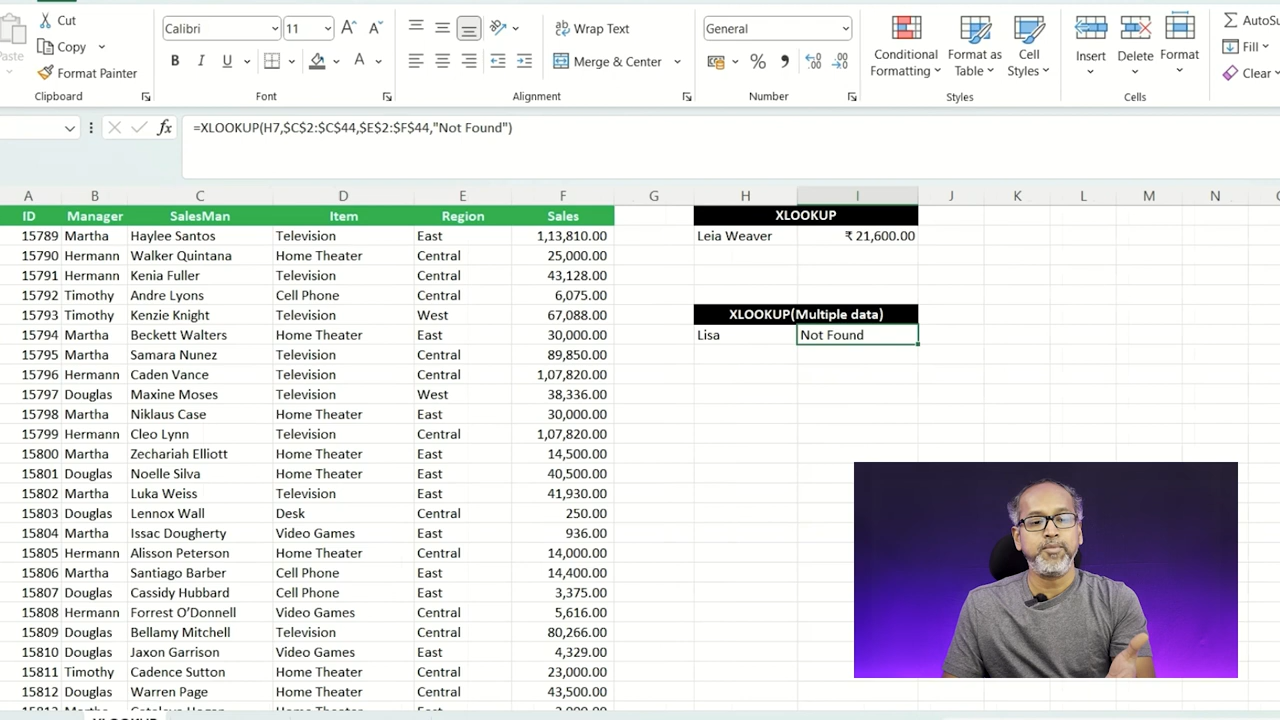 Cut
Calibri 11
Wrap Text
General
AutoSu
Paste
Copy
B I U
Merge & Center
Conditional Formatting
Format as Table
Cell Styles
Insert
Delete
Format
Fill
Format Painter
Clear
Clipboard Font Alignment Number Styles Cells
fx =XLOOKUP(H7,$C$2:$C$44,$E$2:$F$44,"Not Found")
A B C D E F G H I J K L M N
ID Manager SalesMan Item Region Sales XLOOKUP
15789 Martha Haylee Santos Television East 1,13,810.00 Leia Weaver ₹ 21,600.00
15790 Hermann Walker Quintana Home Theater Central 25,000.00
15791 Hermann Kenia Fuller Television Central 43,128.00
15792 Timothy Andre Lyons Cell Phone Central 6,075.00
15793 Timothy Kenzie Knight Television West 67,088.00 XLOOKUP(Multiple data)
15794 Martha Beckett Walters Home Theater East 30,000.00 Lisa Not Found
15795 Martha Samara Nunez Television Central 89,850.00
15796 Hermann Caden Vance Television Central 1,07,820.00
15797 Douglas Maxine Moses Television West 38,336.00
15798 Martha Niklaus Case Home Theater East 30,000.00
15799 Hermann Cleo Lynn Television Central 1,07,820.00
15800 Martha Zechariah Elliott Home Theater East 14,500.00
15801 Douglas Noelle Silva Home Theater East 40,500.00
15802 Martha Luka Weiss Television East 41,930.00
15803 Douglas Lennox Wall Desk Central 250.00
15804 Martha Issac Dougherty Video Games East 936.00
15805 Hermann Alisson Peterson Home Theater Central 14,000.00
15806 Martha Santiago Barber Cell Phone East 14,400.00
15807 Douglas Cassidy Hubbard Cell Phone East 3,375.00
15808 Hermann Forrest O’Donnell Video Games Central 5,616.00
15809 Douglas Bellamy Mitchell Television Central 80,266.00
15810 Douglas Jaxon Garrison Video Games East 4,329.00
15811 Timothy Cadence Sutton Home Theater Central 23,000.00
15812 Douglas Warren Page Home Theater Central 43,500.00